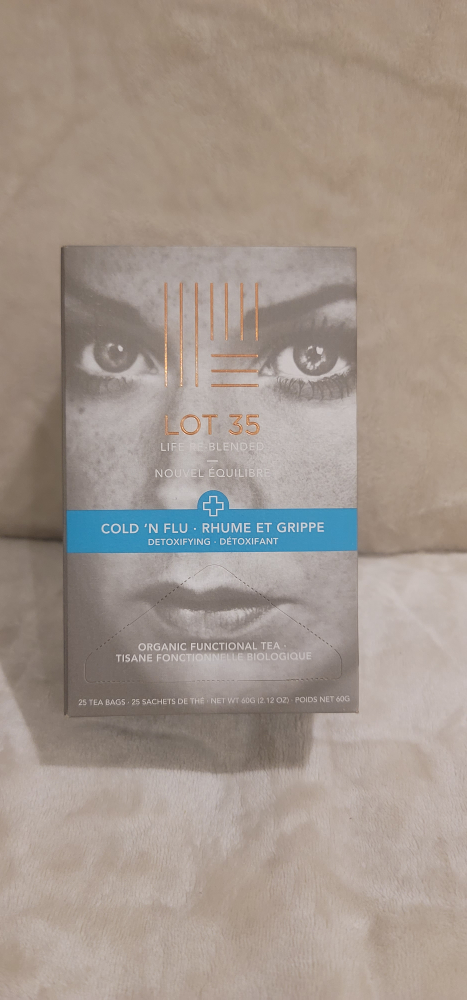 LOT 35
LIFE RE-BLENDED
NOUVEL ÉQUILIBRE
COLD 'N FLU · RHUME ET GRIPPE
DETOXIFYING · DÉTOXIFANT
ORGANIC FUNCTIONAL TEA ·
TISANE FONCTIONNELLE BIOLOGIQUE
25 TEA BAGS · 25 SACHETS DE THÉ · NET WT 60G (2.12 OZ) · POIDS NET 60G